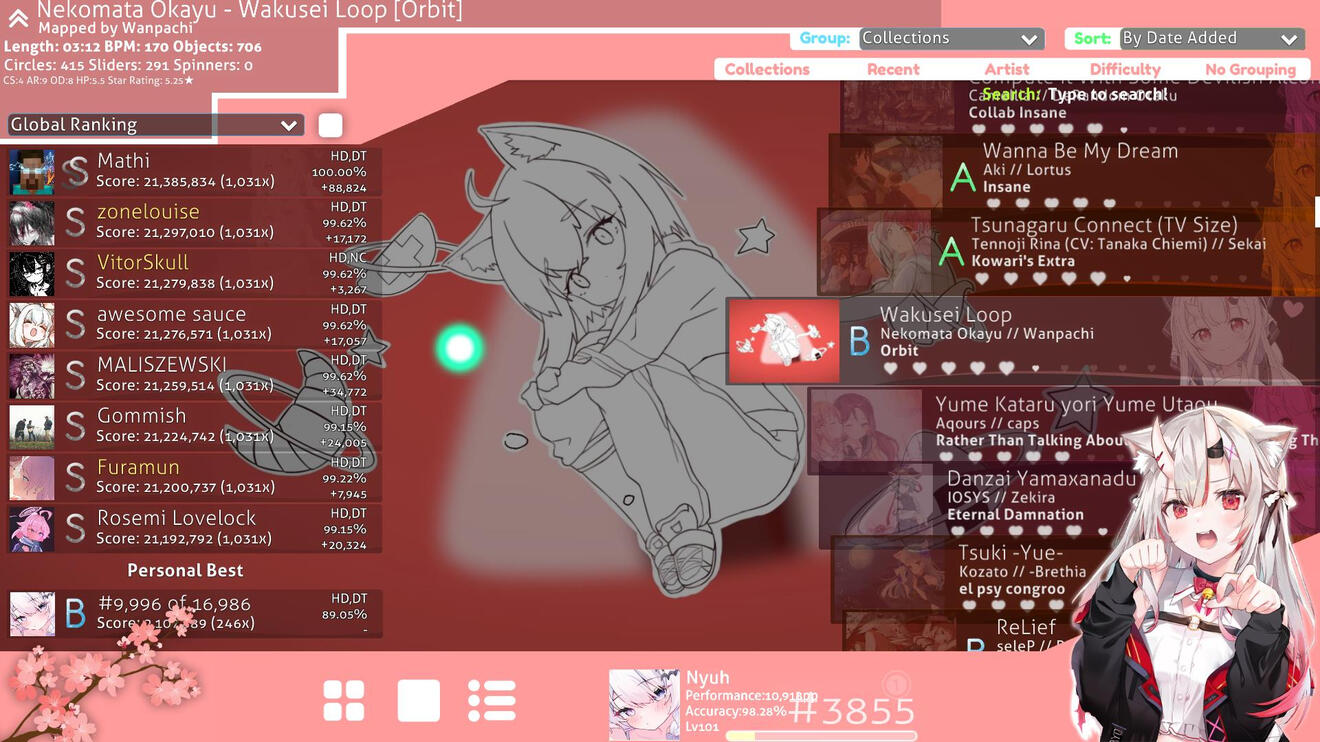 Nekomata Okayu - Wakusei Loop [Orbit]
Mapped by Wanpachi
Length: 03:12 BPM: 170 Objects: 706
Circles: 415 Sliders: 291 Spinners: 0
CS:4 AR:9 OD:8 HP:5.5 Star Rating: 5.25★
Group: Collections
Sort: By Date Added
Collections Recent Artist Difficulty No Grouping
Search: Type to search!
Global Ranking
S Mathi HD,DT
Score: 21,385,834 (1,031x) 100.00%
+88,824
S zonelouise HD,DT
Score: 21,297,010 (1,031x) 99.62%
+17,172
S VitorSkull HD,NC
Score: 21,279,838 (1,031x) 99.62%
+3,267
S awesome sauce HD,DT
Score: 21,276,571 (1,031x) 99.62%
+17,057
S MALISZEWSKI HD,DT
Score: 21,259,514 (1,031x) 99.62%
+34,772
S Gommish HD,DT
Score: 21,224,742 (1,031x) 99.15%
+24,005
S Furamun HD,DT
Score: 21,200,737 (1,031x) 99.22%
+7,945
S Rosemi Lovelock HD,DT
Score: 21,192,792 (1,031x) 99.15%
+20,324
Personal Best
B #9,996 of 16,986 HD,DT
Score: (246x) 89.05%
-
Collab Insane
Wanna Be My Dream
A Aki // Lortus
Insane
Tsunagaru Connect (TV Size)
A Tennoji Rina (CV: Tanaka Chiemi) // Sekai
Kowari's Extra
Wakusei Loop
B Nekomata Okayu // Wanpachi
Orbit
Yume Kataru yori Yume Utaou
Aqours // caps
Rather Than Talking
Danzai Yamaxanadu
IOSYS // Zekira
Eternal Damnation
Tsuki -Yue-
Kozato // -Brethia
el psy congroo
ReLief
B seleP //
Nyuh
Performance:10,918pp
Accuracy:98.28% #3855
Lv101
1